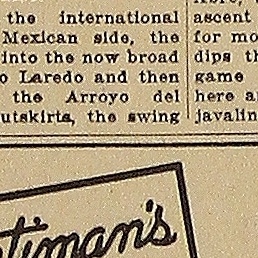 the international
Mexican side, the
into the now broad
o Laredo and then
the Arroyo del
utskirts, the swing
ascent
for mo
dips th
game
here a
javalin
timan's